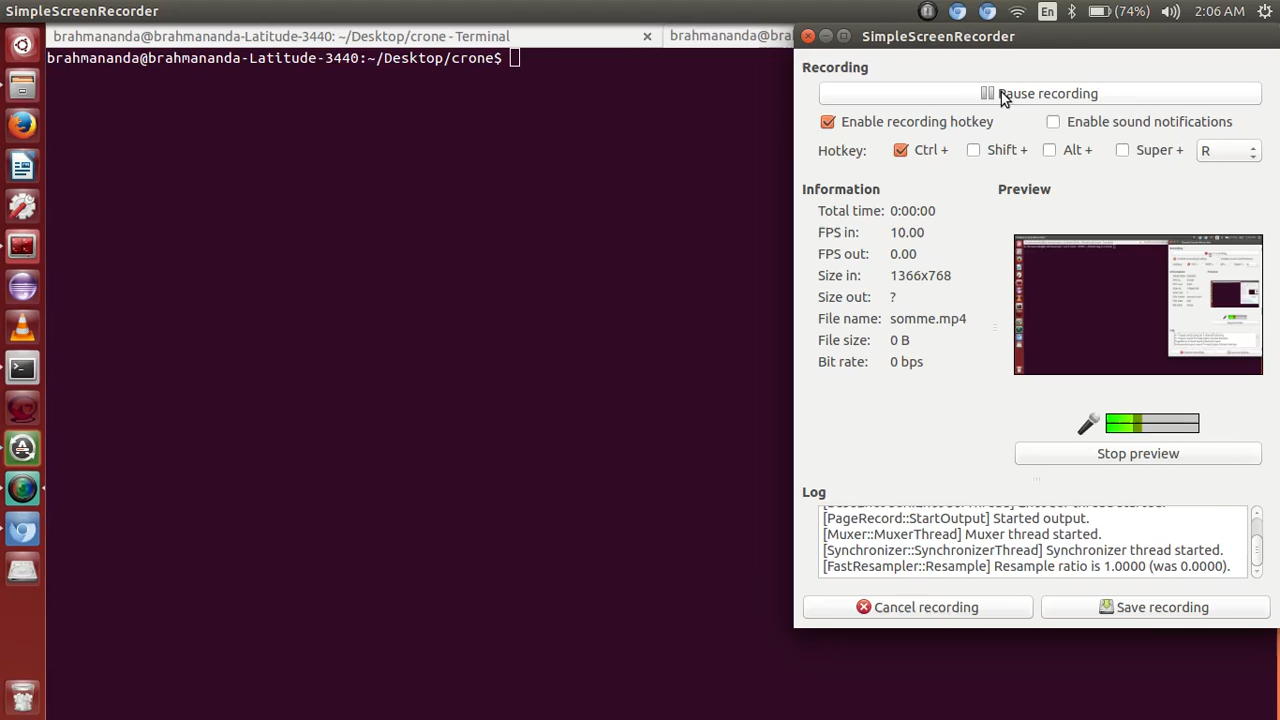 SimpleScreenRecorder
En
(74%)
2:06 AM
brahmananda@brahmananda-Latitude-3440: ~/Desktop/crone - Terminal
brahmananda@bra
brahmananda@brahmananda-Latitude-3440:~/Desktop/crone$
SimpleScreenRecorder
Recording
Pause recording
Enable recording hotkey
Enable sound notifications
Hotkey:
Ctrl +
Shift +
Alt +
Super +
R
Information
Total time: 0:00:00
FPS in: 10.00
FPS out: 0.00
Size in: 1366x768
Size out: ?
File name: somme.mp4
File size: 0 B
Bit rate: 0 bps
Preview
Stop preview
Log
[PageRecord::StartOutput] Started output.
[Muxer::MuxerThread] Muxer thread started.
[Synchronizer::SynchronizerThread] Synchronizer thread started.
[FastResampler::Resample] Resample ratio is 1.0000 (was 0.0000).
Cancel recording
Save recording